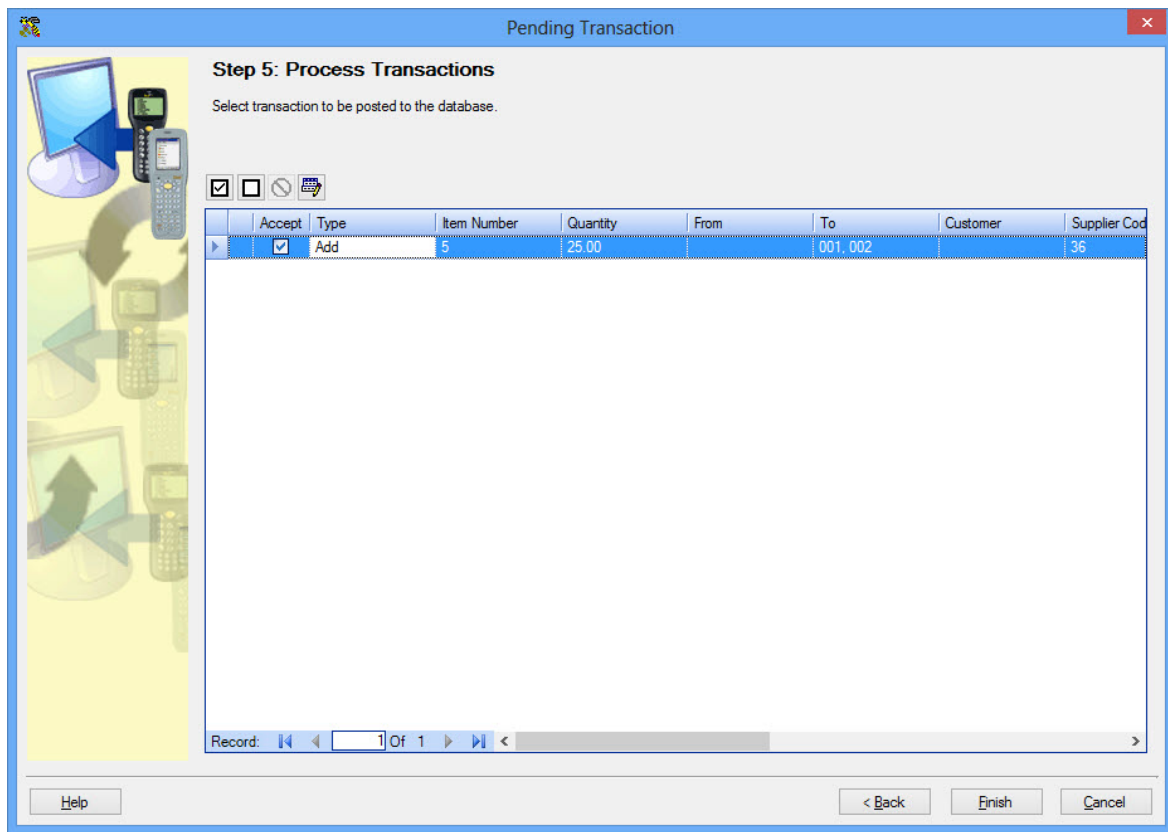 Pending Transaction
Step 5: Process Transactions
Select transaction to be posted to the database.
Accept Type Item Number Quantity From To Customer Supplier Cod
Add 5 25.00 001, 002 36
Record: 1 Of 1
Help < Back Finish Cancel